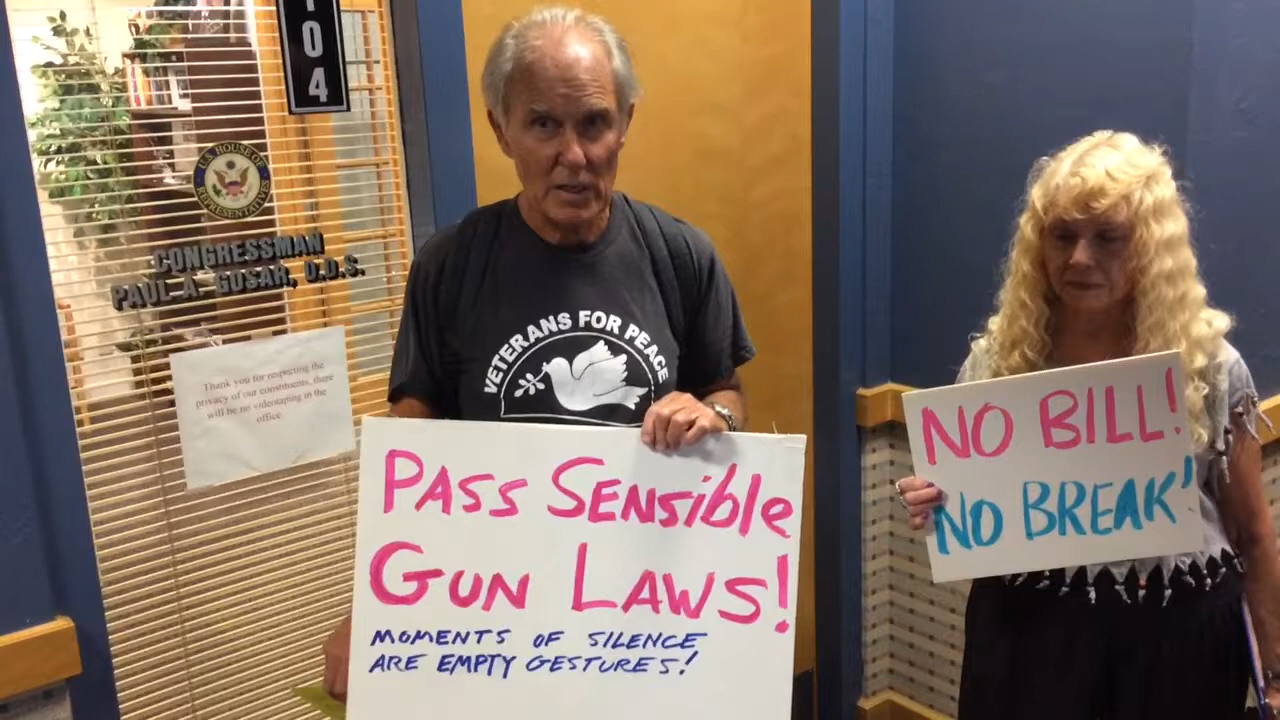 104
U.S. HOUSE OF
REPRESENTATIVES
CONGRESSMAN
PAUL A. GOSAR, D.D.S.
Thank you for respecting the
privacy of our constituents, there
will be no videotaping in the
office.
VETERANS FOR PEACE
PASS SENSible
GUN LAWS!
MOMENTS OF SILENCE
ARE EMPTY GESTURES!
NO BILL!
NO BREAK!